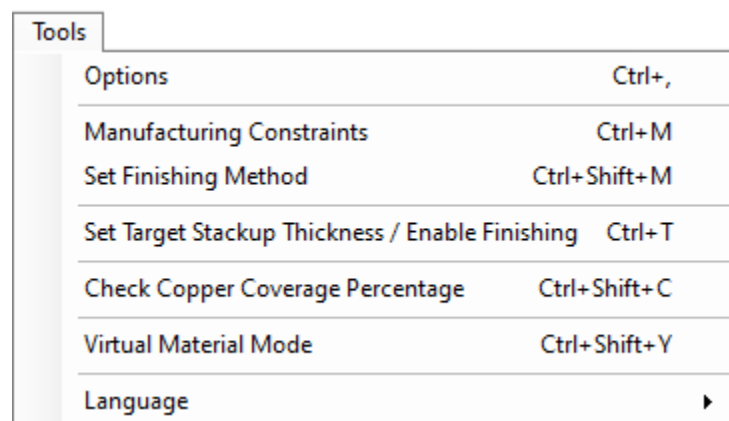 Tools
Options Ctrl+,
Manufacturing Constraints Ctrl+M
Set Finishing Method Ctrl+Shift+M
Set Target Stackup Thickness / Enable Finishing Ctrl+T
Check Copper Coverage Percentage Ctrl+Shift+C
Virtual Material Mode Ctrl+Shift+Y
Language